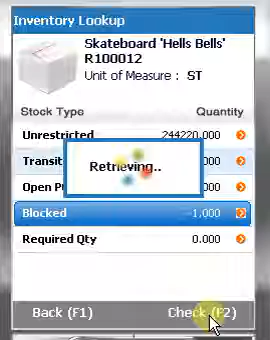 Inventory Lookup
Skateboard 'Hells Bells'
R100012
Unit of Measure : ST
Stock Type Quantity
Unrestricted 244220.000
Transit
Retrieving..
Open
Blocked -1.000
Required Qty 0.000
Back (F1) Check (F2)